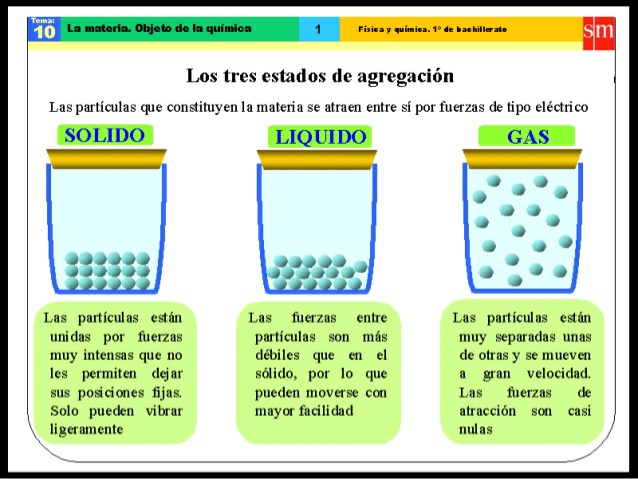 Tema:
10
La materia. Objeto de la química
1
Física y química. 1º de bachillerato
sm
Los tres estados de agregación
Las partículas que constituyen la materia se atraen entre sí por fuerzas de tipo eléctrico
SOLIDO
LIQUIDO
GAS
Las partículas están
unidas por fuerzas
muy intensas que no
les permiten dejar
sus posiciones fijas.
Solo pueden vibrar
ligeramente
Las fuerzas entre
partículas son más
débiles que en el
sólido, por lo que
pueden moverse con
mayor facilidad
Las partículas están
muy separadas unas
de otras y se mueven
a gran velocidad.
Las fuerzas de
atracción son casi
nulas